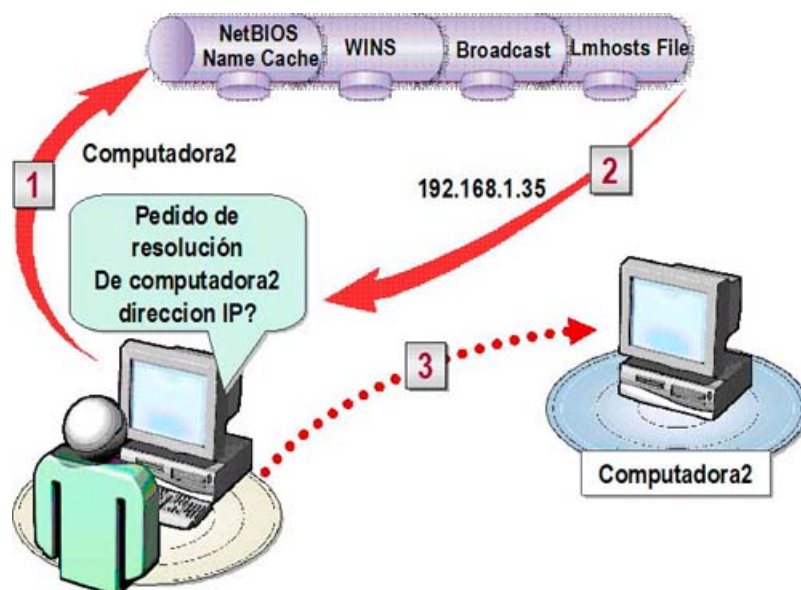 NetBIOS
Name Cache
WINS
Broadcast
Lmhosts File
Computadora2
1
2
192.168.1.35
Pedido de
resolución
De computadora2
direccion IP?
3
Computadora2